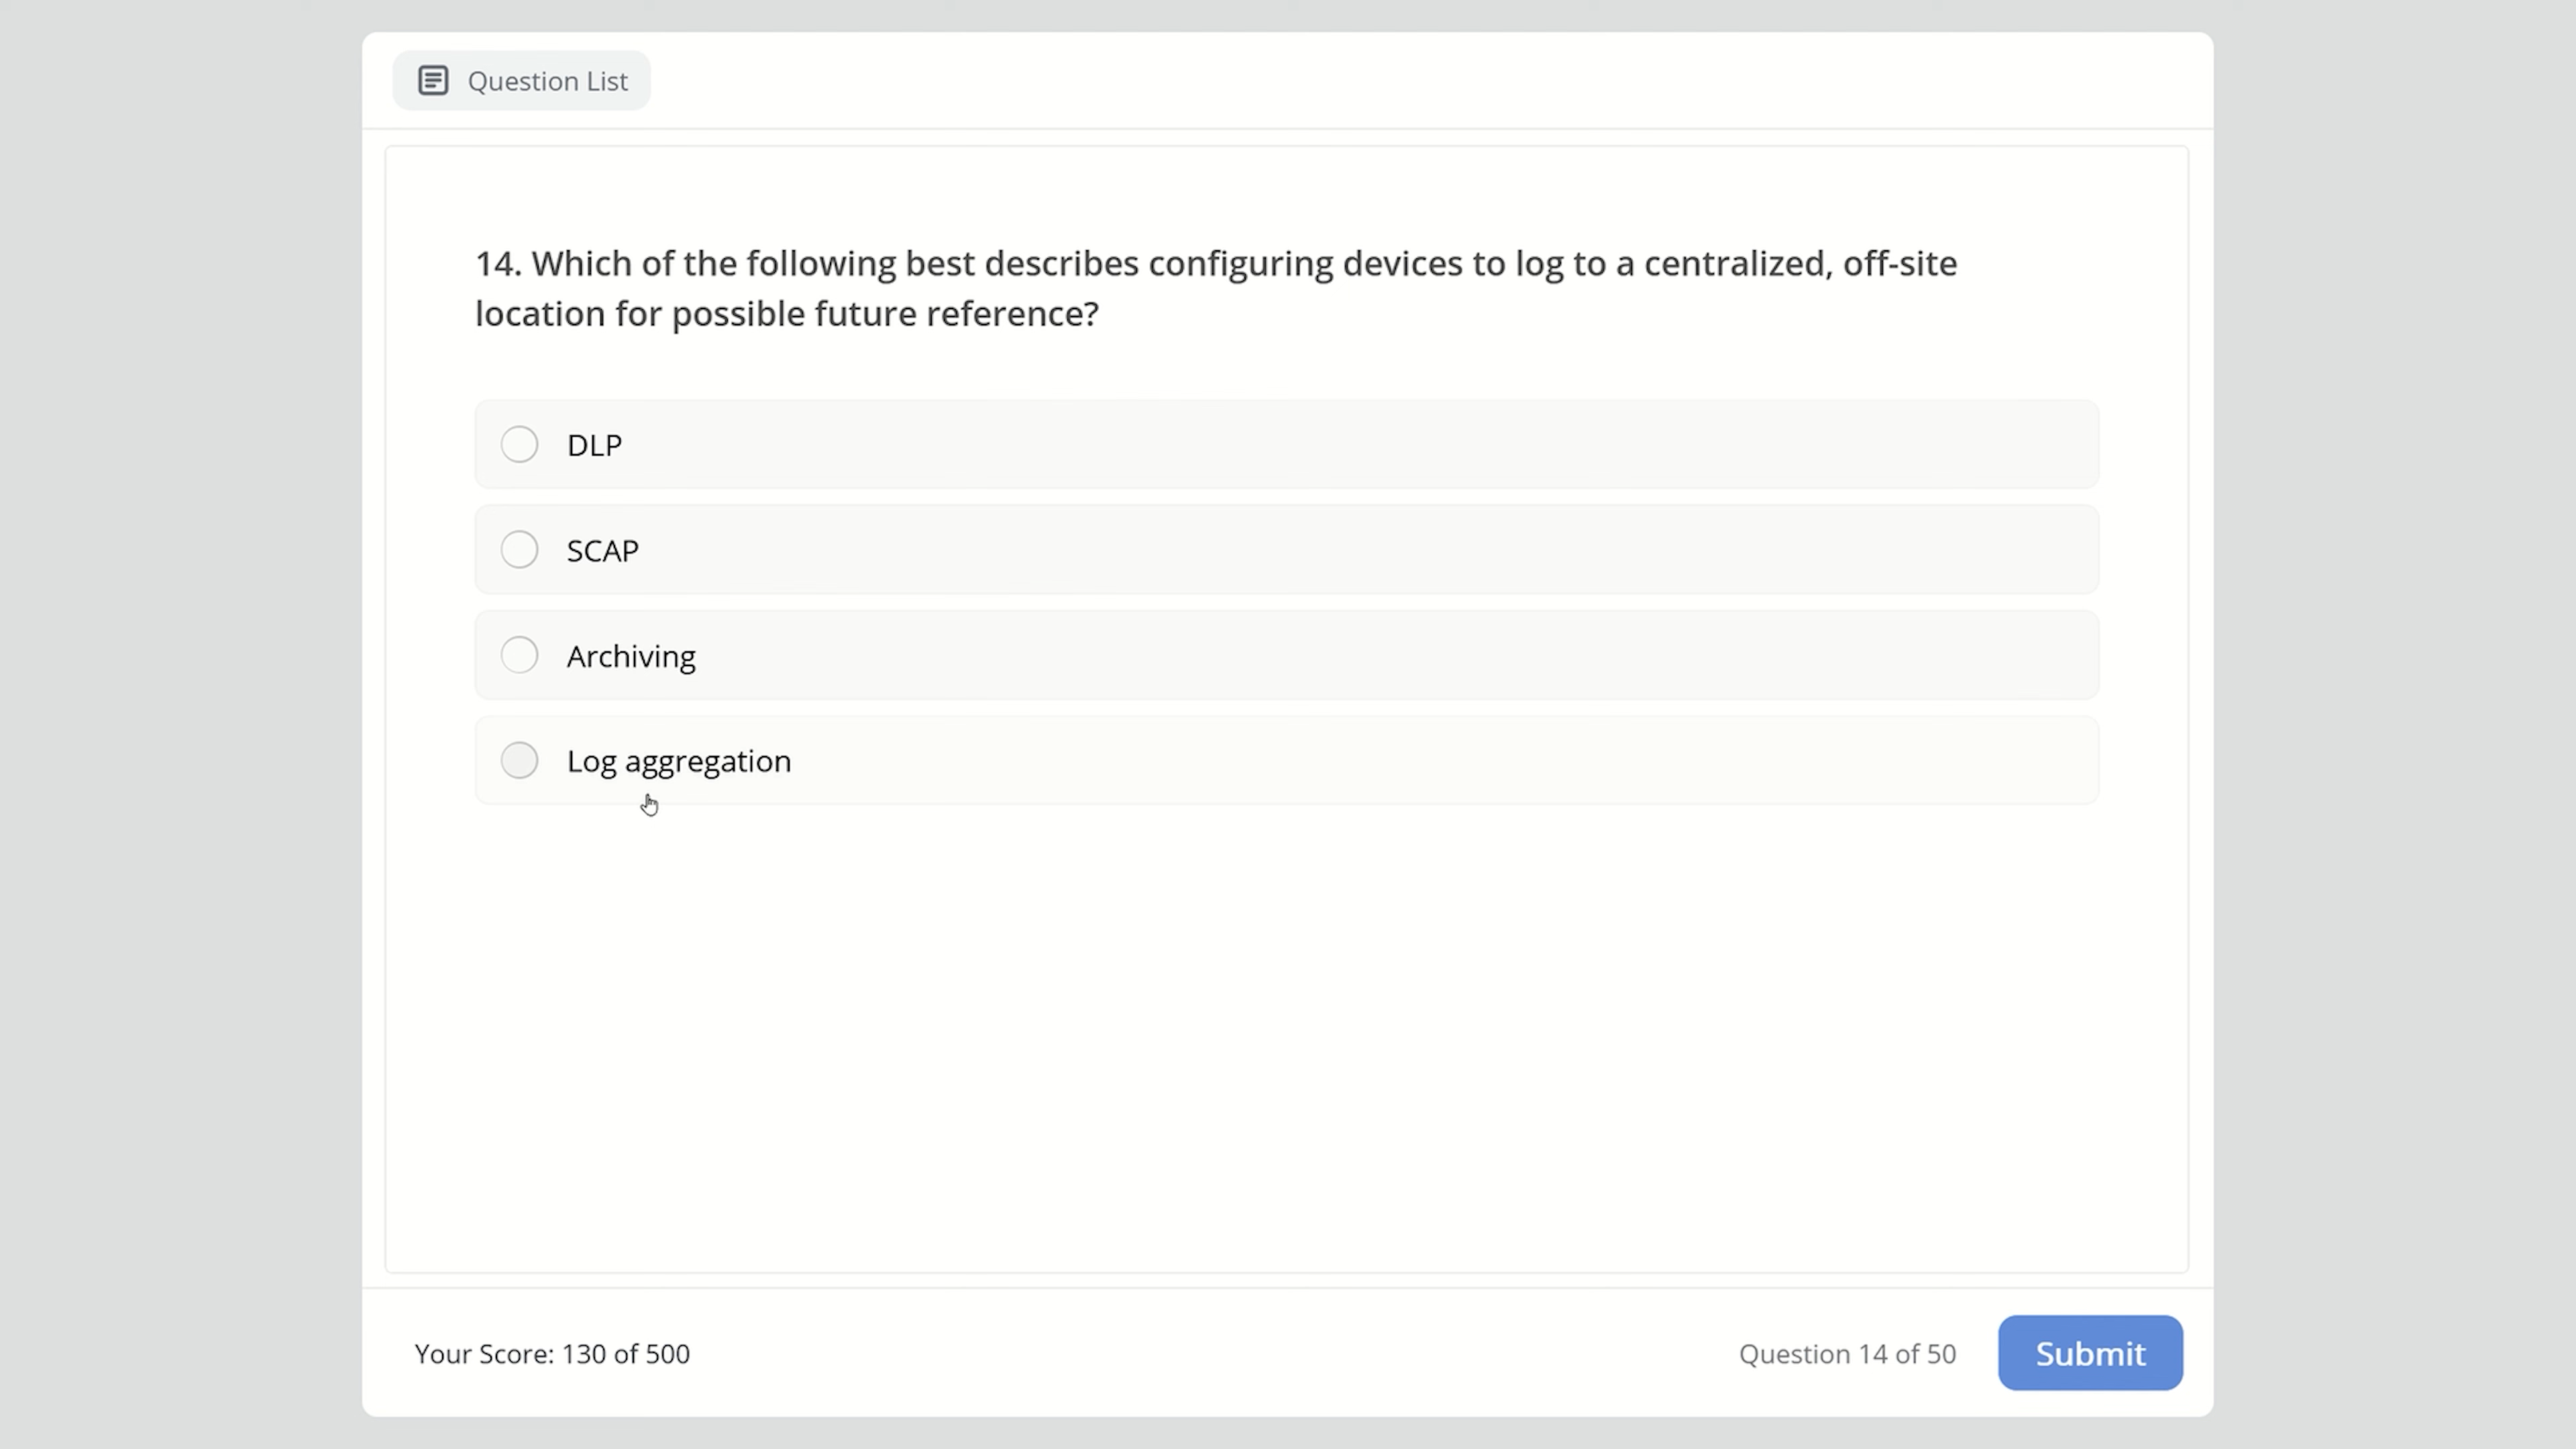 Question List
14. Which of the following best describes configuring devices to log to a centralized, off-site
location for possible future reference?
DLP
SCAP
Archiving
Log aggregation
Your Score: 130 of 500
Question 14 of 50
Submit